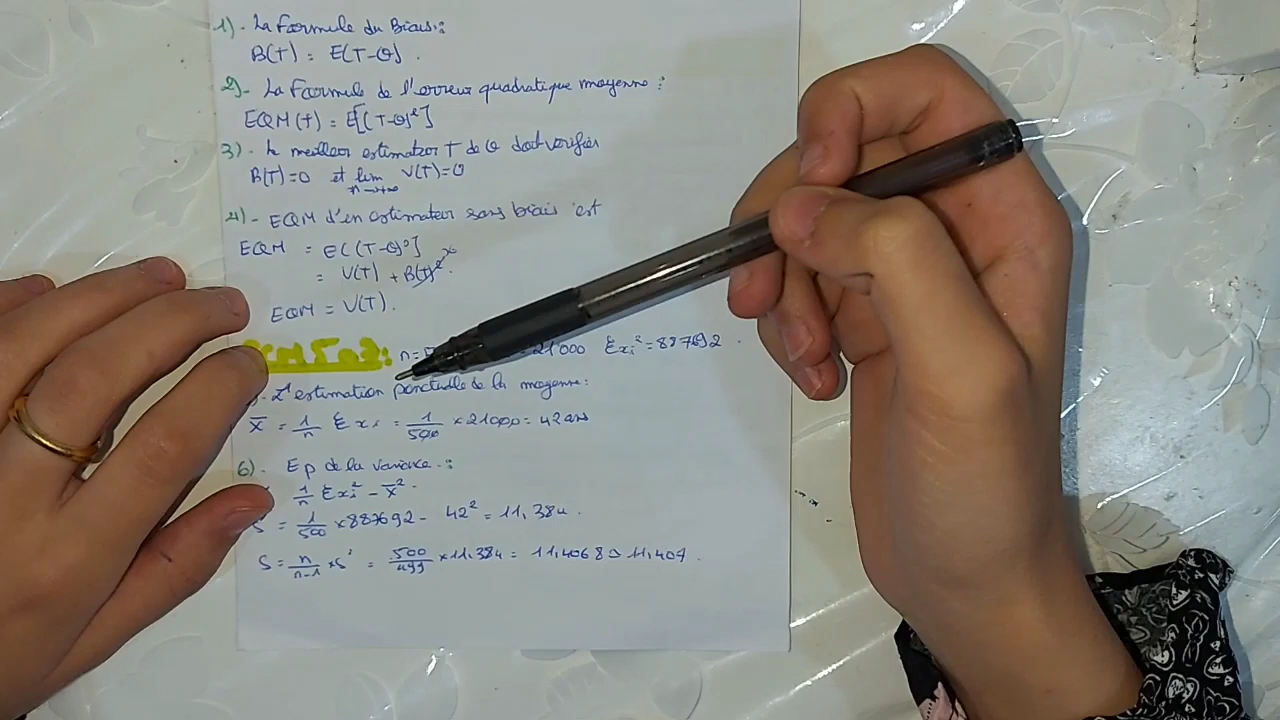 1)- La Formule du Biais:
B(T) = E(T-θ).
2)- La Formule de l'erreur quadratique moyenne:
EQM(T) = E[(T-θ)²]
3)- Le meilleur estimateur T de θ doit vérifier
B(T)=0 et lim V(T)=0
n→+∞
4)- EQM d'un estimateur sans biais est
EQM = E((T-θ)²]
= V(T) + B(T)².
EQM = V(T).
n= 21000 Σxi²=887692.
L'estimation ponctuelle de la moyenne:
X̄ = 1/n Σxi = 1/500 × 21000 = 42 ans
6)- Ep de la variance:
1/n Σxi² - X̄².
= 1/500 × 887692 - 42² = 11,384.
S = n/n-1 × S' = 500/499 × 11,384 = 11,4068 ≃ 11,407.